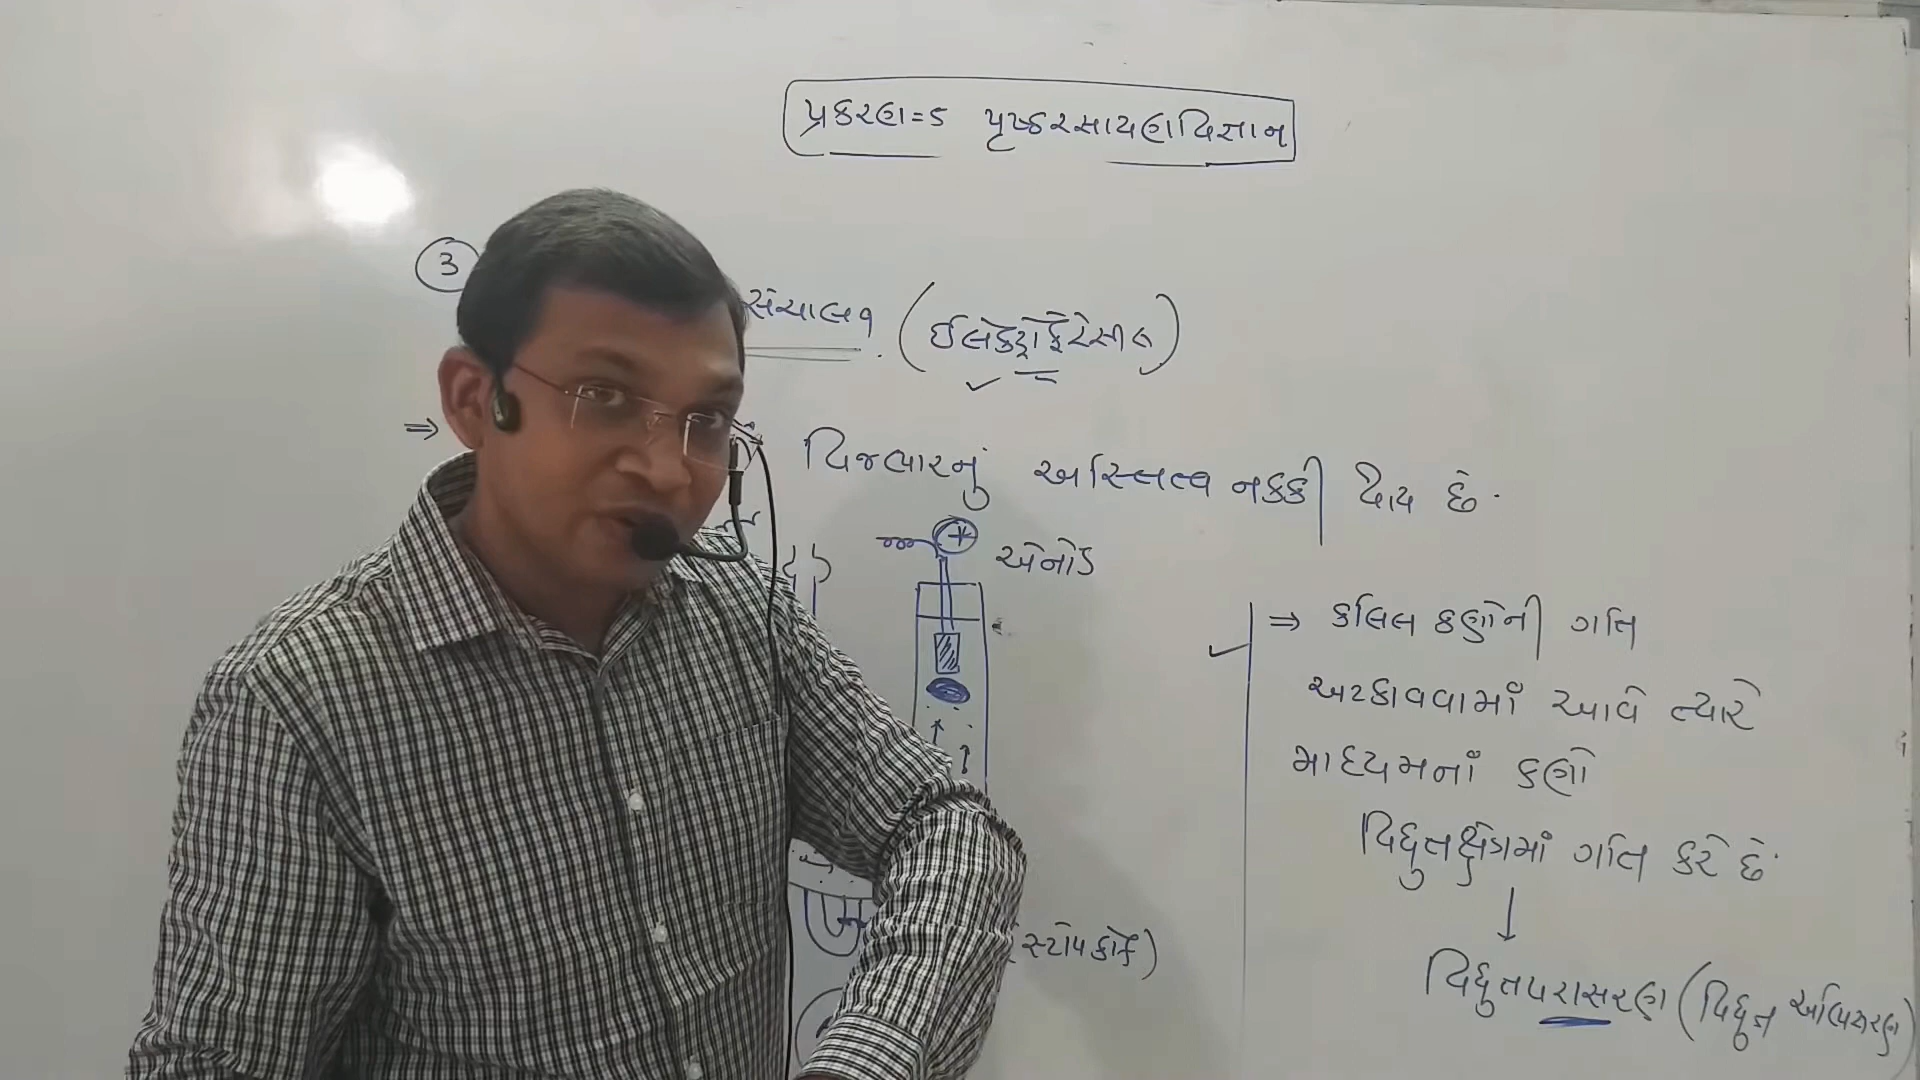 પ્રકરણ=5 પૃષ્ઠરસાયણવિજ્ઞાન
3
સંચાલન (ઈલેક્ટ્રોફેરેસીસ)
⇒ વિજભારનું અસ્તિત્વ નક્કી થાય છે.
+ એનોડ
⇒ કલિલ કણોની ગતિ
અટકાવવામાં આવે ત્યારે
માધ્યમનાં કણો
વિદ્યુતક્ષેત્રમાં ગતિ કરે છે.
(સ્ટોપકોર્ક)
વિદ્યુતપરાસરણ (વિદ્યુત અભિસરણ)